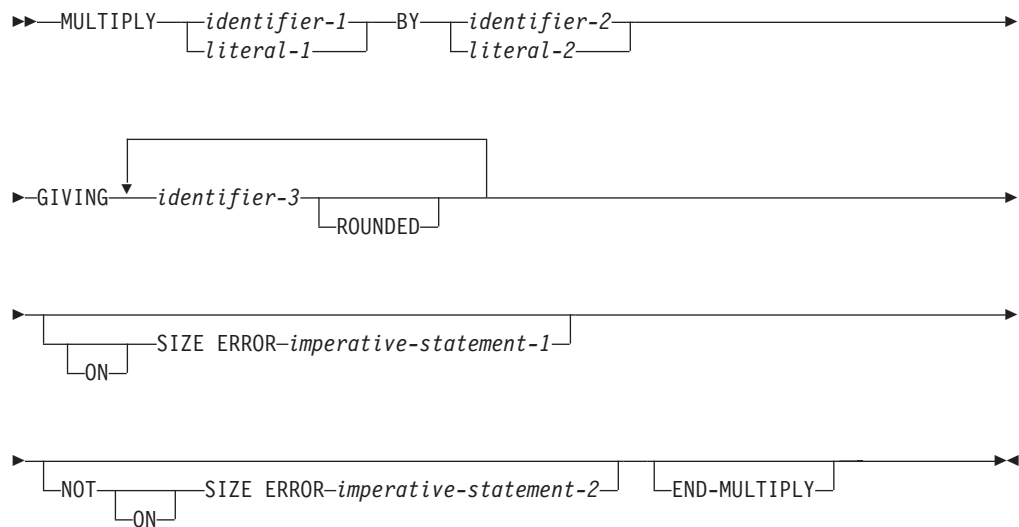 MULTIPLY identifier-1 BY identifier-2
literal-1 literal-2
GIVING identifier-3
ROUNDED
SIZE ERROR imperative-statement-1
ON
NOT SIZE ERROR imperative-statement-2 END-MULTIPLY
ON